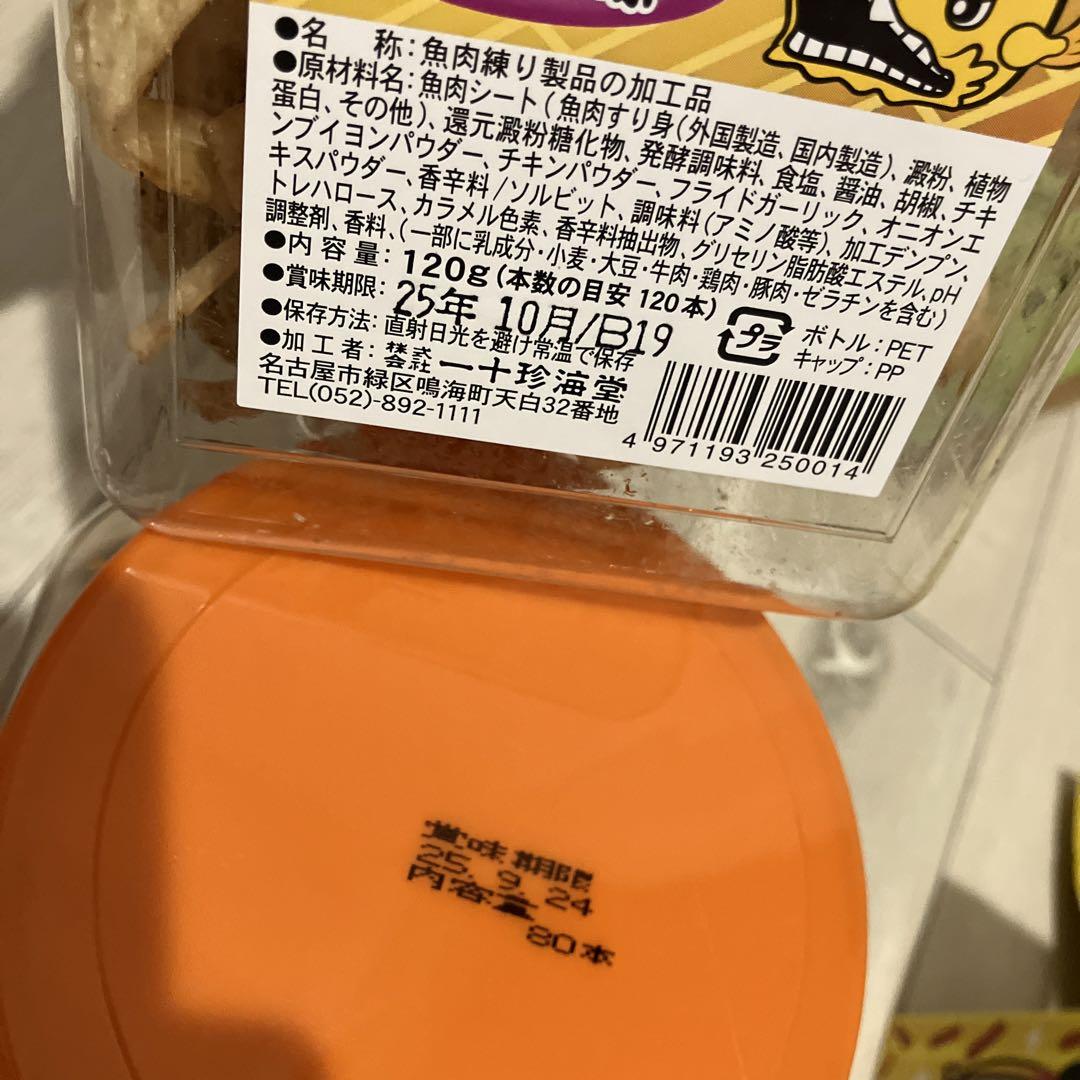 ●名　　称：魚肉練り製品の加工品
●原材料名：魚肉シート（魚肉すり身（外国製造、国内製造）、澱粉、植物
蛋白、その他）、還元澱粉糖化物、発酵調味料、食塩、醤油、胡椒、チキ
ンブイヨンパウダー、チキンパウダー、フライドガーリック、オニオンエ
キスパウダー、香辛料/ソルビット、調味料（アミノ酸等）、加工デンプン、
トレハロース、カラメル色素、香辛料抽出物、グリセリン脂肪酸エステル、pH
調整剤、香料、（一部に乳成分・小麦・大豆・牛肉・鶏肉・豚肉・ゼラチンを含む）
●内 容 量：120g（本数の目安 120本）
●賞味期限：25年 10月/B19
●保存方法：直射日光を避け常温で保存
●加 工 者：株式会社 一十珍海堂
名古屋市緑区鳴海町天白32番地
TEL(052)-892-1111
プラ
ボトル：PET
キャップ：PP
4 971193 250014
賞味期限
25. 9. 24
内容量
80本